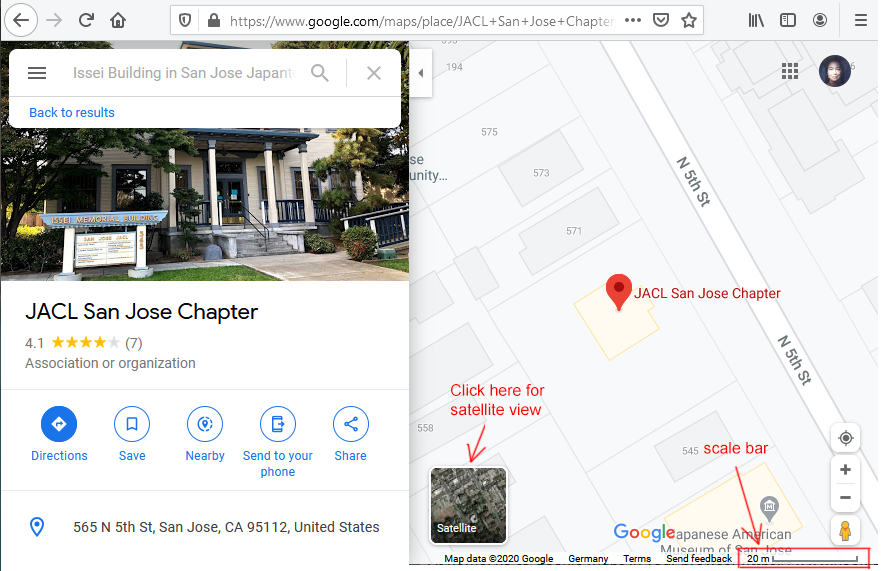 https://www.google.com/maps/place/JACL+San+Jose+Chapter
Issei Building in San Jose Japant
Back to results
ISSEI MEMORIAL BUILDING
SAN JOSE JACL
565
JACL San Jose Chapter
4.1 (7)
Association or organization
Directions
Save
Nearby
Send to your
phone
Share
565 N 5th St, San Jose, CA 95112, United States
194
575
573
571
N 5th St
JACL San Jose Chapter
N 5th St
Click here for
satellite view
558
545
scale bar
Satellite
Google
Japanese American
Museum of San Jose
Map data ©2020 Google
Germany
Terms
Send feedback
20 m